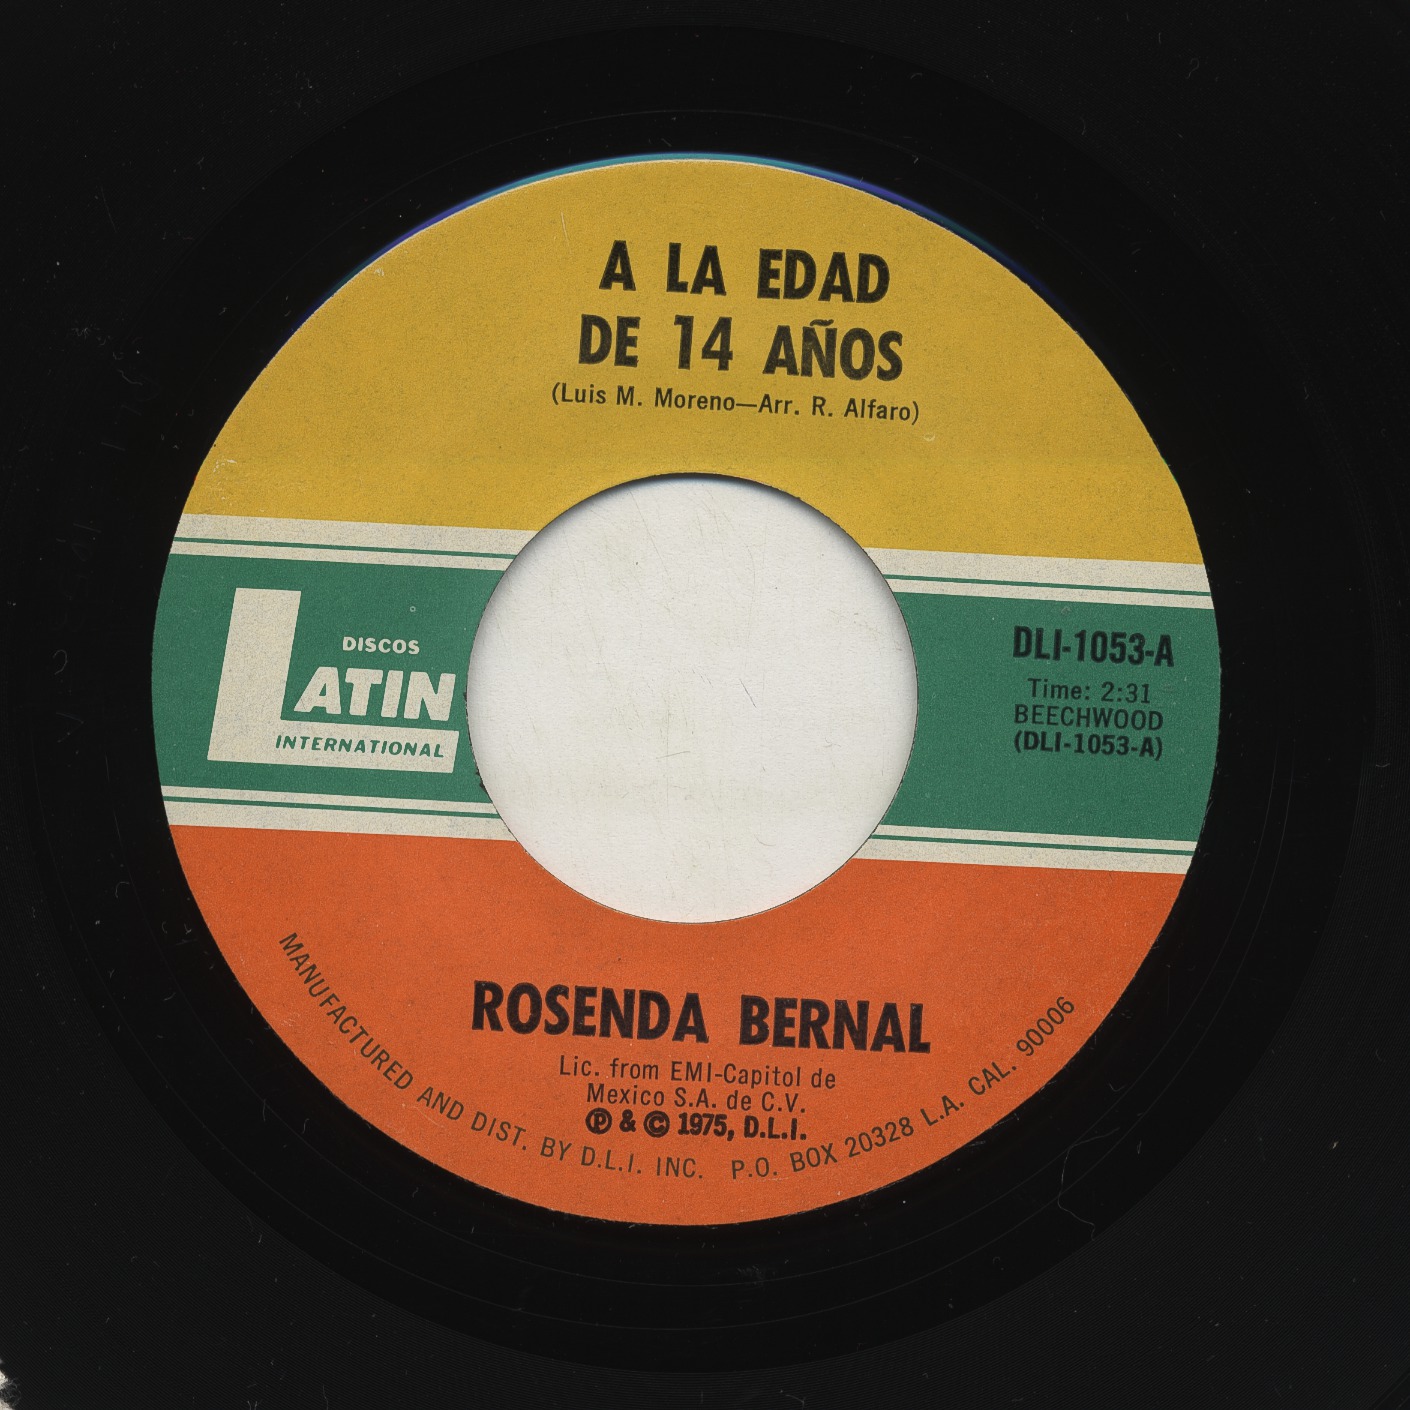 A LA EDAD
DE 14 AÑOS
(Luis M. Moreno—Arr. R. Alfaro)
DISCOS
LATIN
INTERNATIONAL
DLI-1053-A
Time: 2:31
BEECHWOOD
(DLI-1053-A)
ROSENDA BERNAL
Lic. from EMI-Capitol de
Mexico S.A. de C.V.
℗ & © 1975, D.L.I.
MANUFACTURED AND DIST. BY D.L.I. INC. P.O. BOX 20328 L.A. CAL. 90006